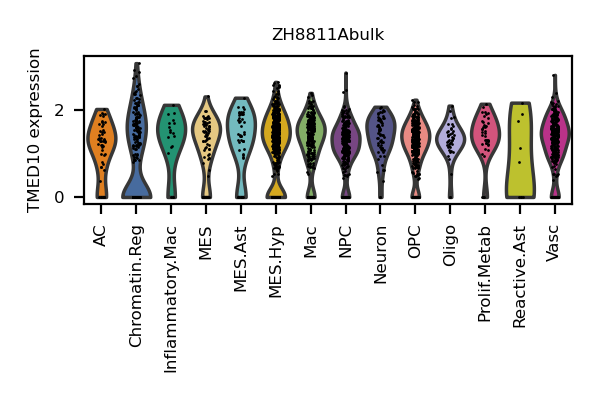 ZH8811Abulk
TMED10 expression
2
0
AC
Chromatin.Reg
Inflammatory.Mac
MES
MES.Ast
MES.Hyp
Mac
NPC
Neuron
OPC
Oligo
Prolif.Metab
Reactive.Ast
Vasc